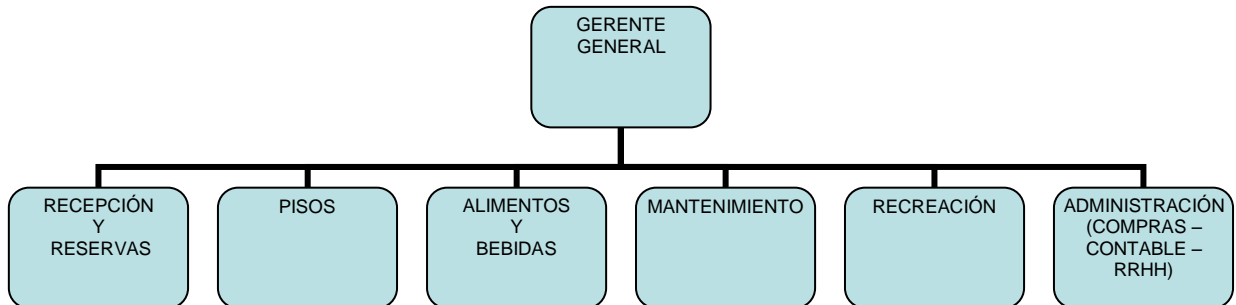 GERENTE
GENERAL
RECEPCIÓN
Y
RESERVAS
PISOS
ALIMENTOS
Y
BEBIDAS
MANTENIMIENTO
RECREACIÓN
ADMINISTRACIÓN
(COMPRAS –
CONTABLE –
RRHH)